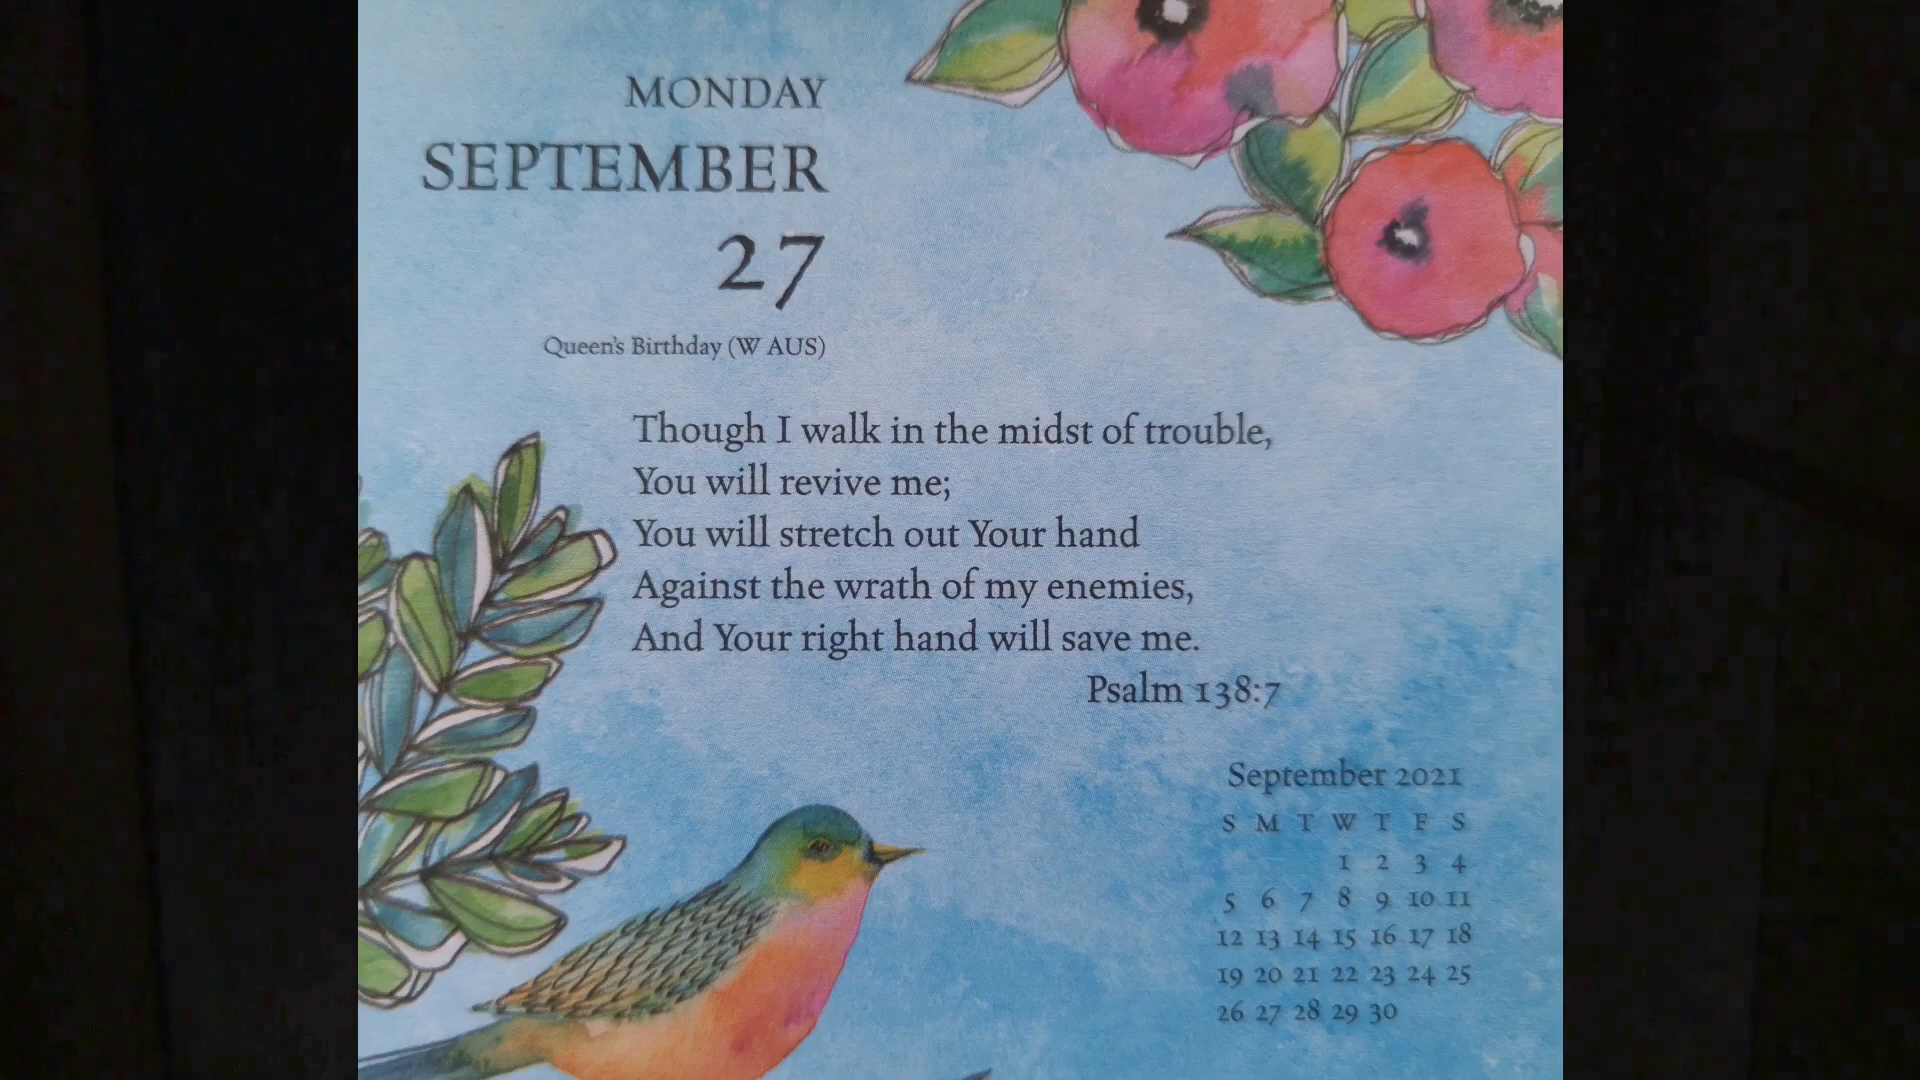 MONDAY
SEPTEMBER
27
Queen's Birthday (W AUS)
Though I walk in the midst of trouble,
You will revive me;
You will stretch out Your hand
Against the wrath of my enemies,
And Your right hand will save me.
Psalm 138:7
September 2021
S M T W T F S
1 2 3 4
5 6 7 8 9 10 11
12 13 14 15 16 17 18
19 20 21 22 23 24 25
26 27 28 29 30